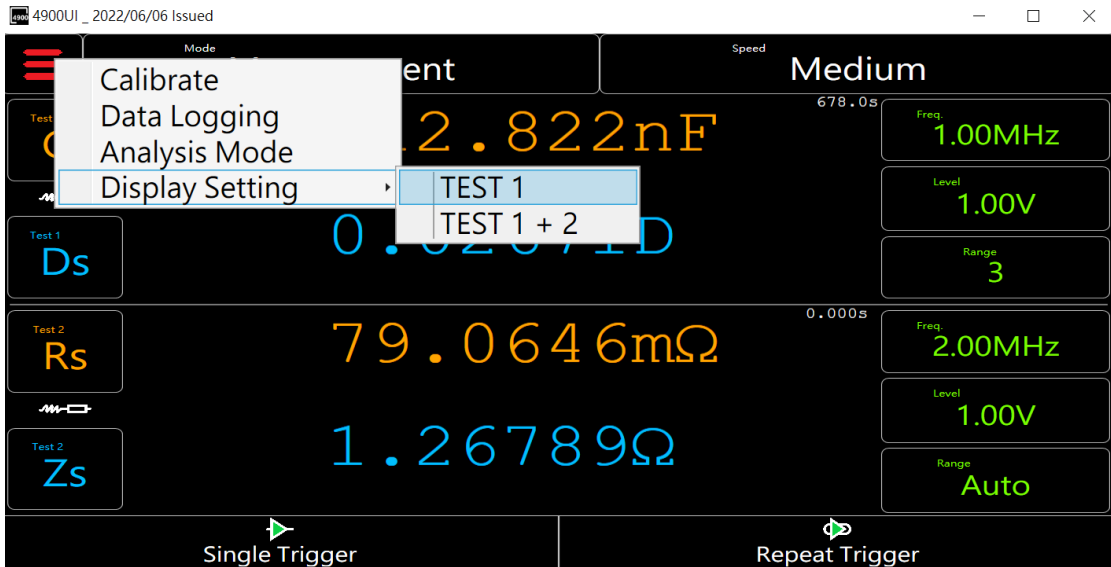 4900 4900UI _ 2022/06/06 Issued
Mode
Speed
Medium
Calibrate
Data Logging
Analysis Mode
Display Setting
TEST 1
TEST 1 + 2
2.822nF
678.0s
Freq.
1.00MHz
Level
1.00V
Test 1
Ds
Range
3
0.000s
Test 2
Rs
79.0646mΩ
Freq.
2.00MHz
Level
1.00V
Test 2
Zs
1.26789Ω
Range
Auto
Single Trigger
Repeat Trigger